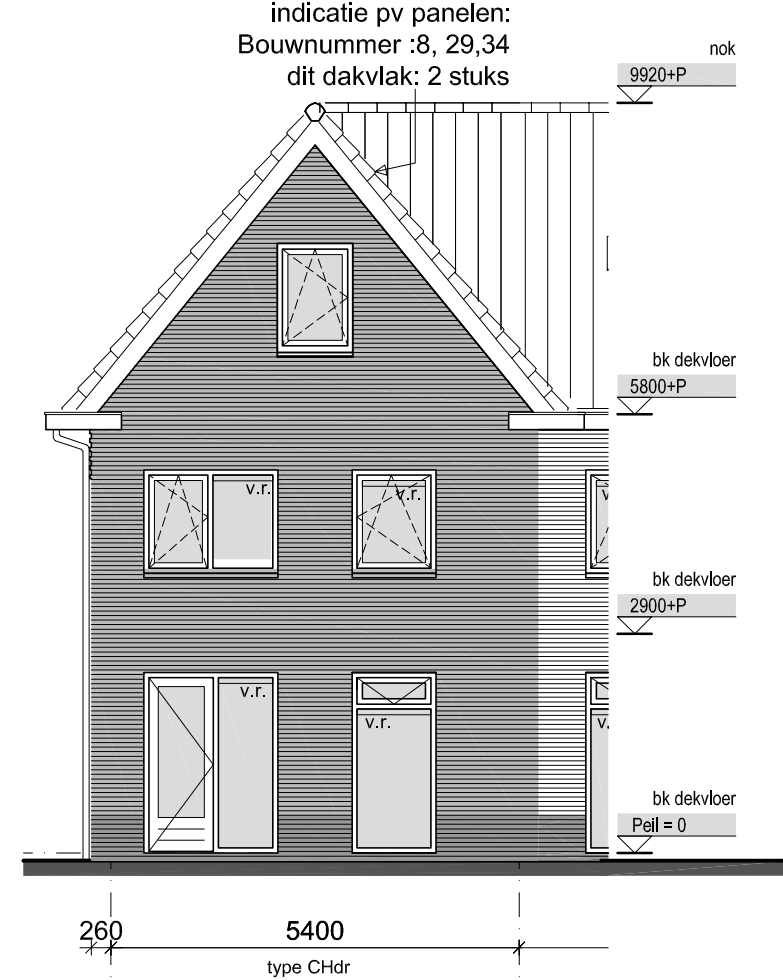 indicatie pv panelen:
Bouwnummer :8, 29,34
dit dakvlak: 2 stuks
nok
9920+P
bk dekvloer
5800+P
v.r.
v.r.
v
bk dekvloer
2900+P
v.r.
v.r.
v.
bk dekvloer
Peil = 0
260
5400
type CHdr